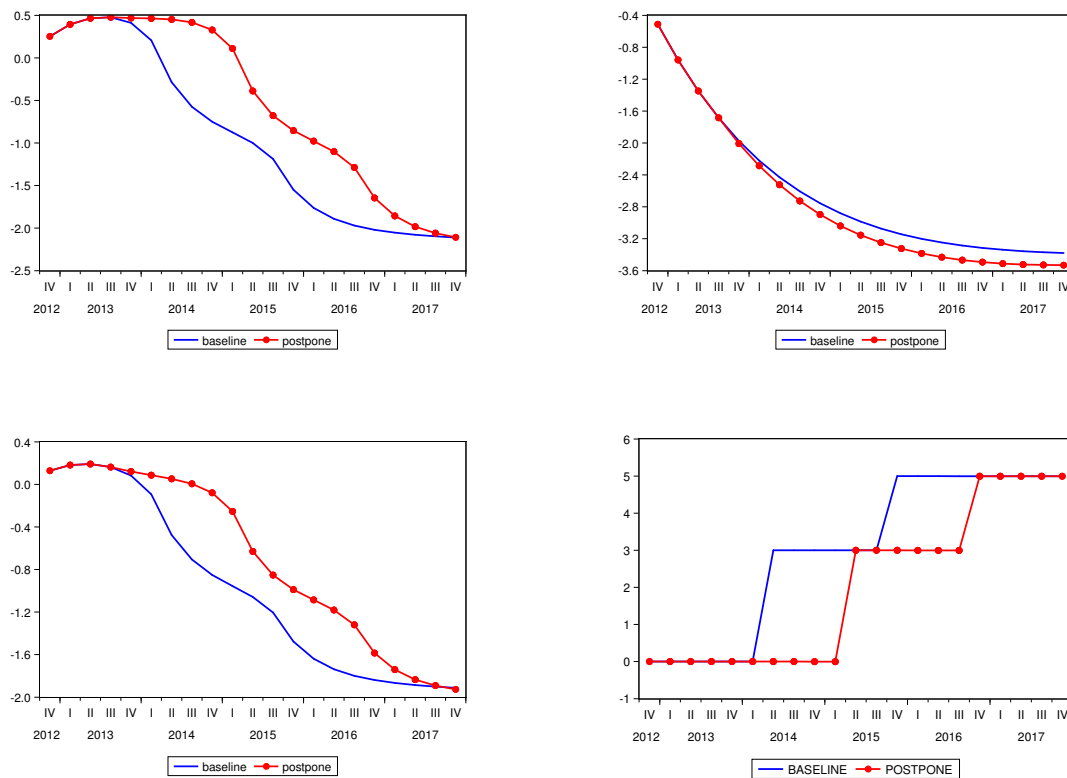 0.5
0.0
-0.5
-1.0
-1.5
-2.0
-2.5
IV I II III IV I II III IV I II III IV I II III IV I II III IV
2012 2013 2014 2015 2016 2017
baseline postpone
-0.4
-0.8
-1.2
-1.6
-2.0
-2.4
-2.8
-3.2
-3.6
IV I II III IV I II III IV I II III IV I II III IV I II III IV
2012 2013 2014 2015 2016 2017
baseline postpone
0.4
0.0
-0.4
-0.8
-1.2
-1.6
-2.0
IV I II III IV I II III IV I II III IV I II III IV I II III IV
2012 2013 2014 2015 2016 2017
baseline postpone
6
5
4
3
2
1
0
-1
IV I II III IV I II III IV I II III IV I II III IV I II III IV
2012 2013 2014 2015 2016 2017
BASELINE POSTPONE